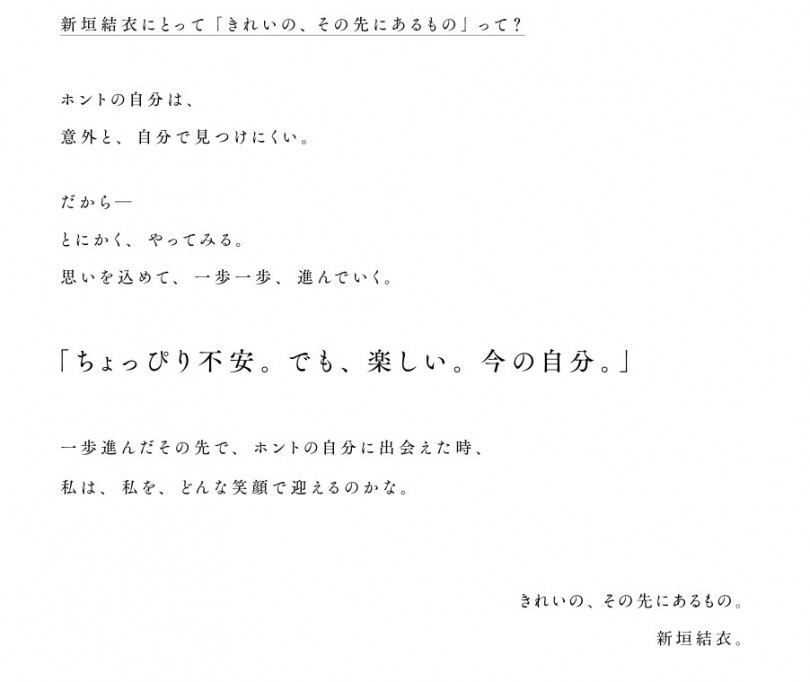 新垣結衣にとって「きれいの、その先にあるもの」って？
ホントの自分は、
意外と、自分で見つけにくい。
だから―
とにかく、やってみる。
思いを込めて、一歩一歩、進んでいく。
「ちょっぴり不安。でも、楽しい。今の自分。」
一歩進んだその先で、ホントの自分に出会えた時、
私は、私を、どんな笑顔で迎えるのかな。
きれいの、その先にあるもの。
新垣結衣。